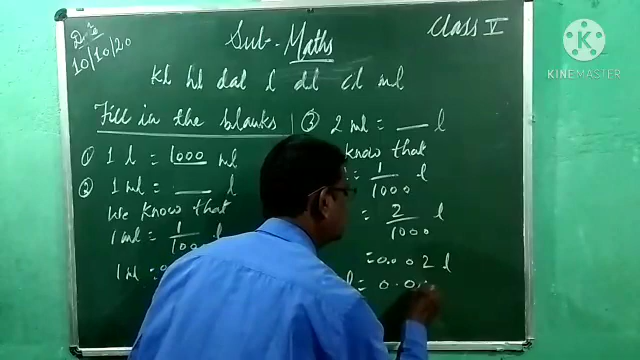 Date
10/10/20
Sub- Maths
Class V
Kl hl dal l dl cl ml
Fill in the blanks
① 1 l = 1000 ml
② 1 ml = ___ l
We know that
1 ml = 1/1000
1 ml =
③ 2 ml = ___ l
know that
= 1/1000 l
= 2/1000 l
= 0.002 l
l = 0.0
KINEMASTER